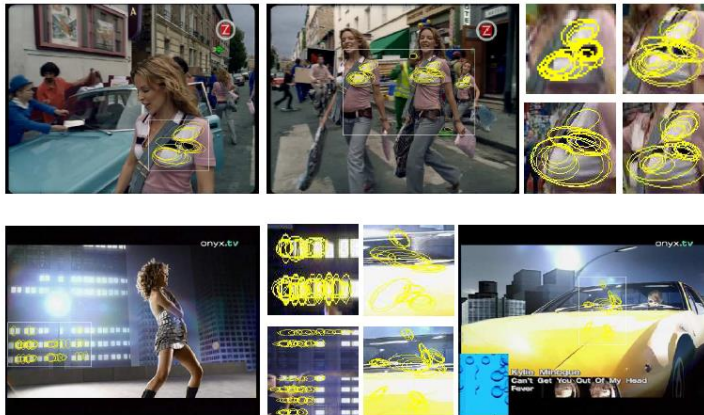 A
Z
Z
onyx.tv
onyx.tv
Kylie Minogue
Can't Get You Out Of My Head
Fever